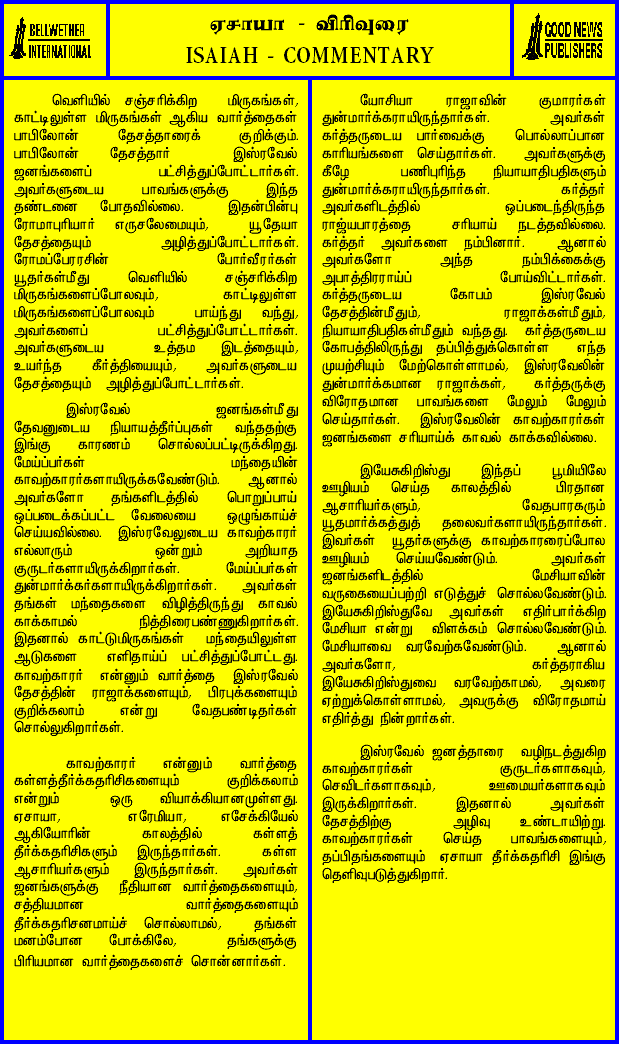 BELLWETHER
INTERNATIONAL
ஏசாயா - விரிவுரை
ISAIAH - COMMENTARY
GOOD NEWS
PUBLISHERS
வெளியில் சஞ்சரிக்கிற மிருகங்கள்,
காட்டிலுள்ள மிருகங்கள் ஆகிய வார்த்தைகள்
பாபிலோன் தேசத்தாரைக் குறிக்கும்.
பாபிலோன் தேசத்தார் இஸ்ரவேல்
ஜனங்களைப் பட்சித்துப்போட்டார்கள்.
அவர்களுடைய பாவங்களுக்கு இந்த
தண்டனை போதவில்லை. இதன்பின்பு
ரோமாபுரியார் எருசலேமையும், யூதேயா
தேசத்தையும் அழித்துப்போட்டார்கள்.
ரோமப்பேரரசின் போர்வீரர்கள்
யூதர்கள்மீது வெளியில் சஞ்சரிக்கிற
மிருகங்களைப்போலவும், காட்டிலுள்ள
மிருகங்களைப்போலவும் பாய்ந்து வந்து,
அவர்களைப் பட்சித்துப்போட்டார்கள்.
அவர்களுடைய உத்தம இடத்தையும்,
உயர்ந்த கீர்த்தியையும், அவர்களுடைய
தேசத்தையும் அழித்துப்போட்டார்கள்.
இஸ்ரவேல் ஜனங்கள்மீது
தேவனுடைய நியாயத்தீர்ப்புகள் வந்ததற்கு
இங்கு காரணம் சொல்லப்பட்டிருக்கிறது.
மேய்ப்பர்கள் மந்தையின்
காவற்காரர்களாயிருக்கவேண்டும். ஆனால்
அவர்களோ தங்களிடத்தில் பொறுப்பாய்
ஒப்படைக்கப்பட்ட வேலையை ஒழுங்காய்ச்
செய்யவில்லை. இஸ்ரவேலுடைய காவற்காரர்
எல்லாரும் ஒன்றும் அறியாத
குருடர்களாயிருக்கிறார்கள். மேய்ப்பர்கள்
துன்மார்க்கர்களாயிருக்கிறார்கள். அவர்கள்
தங்கள் மந்தைகளை விழித்திருந்து காவல்
காக்காமல் நித்திரைபண்ணுகிறார்கள்.
இதனால் காட்டுமிருகங்கள் மந்தையிலுள்ள
ஆடுகளை எளிதாய்ப் பட்சித்துப்போட்டது.
காவற்காரர் என்னும் வார்த்தை இஸ்ரவேல்
தேசத்தின் ராஜாக்களையும், பிரபுக்களையும்
குறிக்கலாம் என்று வேதபண்டிதர்கள்
சொல்லுகிறார்கள்.
காவற்காரர் என்னும் வார்த்தை
கள்ளத்தீர்க்கதரிசிகளையும் குறிக்கலாம்
என்றும் ஒரு வியாக்கியானமுள்ளது.
ஏசாயா, எரேமியா, எசேக்கியேல்
ஆகியோரின் காலத்தில் கள்ளத்
தீர்க்கதரிசிகளும் இருந்தார்கள். கள்ள
ஆசாரியர்களும் இருந்தார்கள். அவர்கள்
ஜனங்களுக்கு நீதியான வார்த்தைகளையும்,
சத்தியமான வார்த்தைகளையும்
தீர்க்கதரிசனமாய்ச் சொல்லாமல், தங்கள்
மனம்போன போக்கிலே, தங்களுக்கு
பிரியமான வார்த்தைகளைச் சொன்னார்கள்.
யோசியா ராஜாவின் குமாரர்கள்
துன்மார்க்கராயிருந்தார்கள். அவர்கள்
கர்த்தருடைய பார்வைக்கு பொல்லாப்பான
காரியங்களை செய்தார்கள். அவர்களுக்கு
கீழே பணிபுரிந்த நியாயாதிபதிகளும்
துன்மார்க்கராயிருந்தார்கள். கர்த்தர்
அவர்களிடத்தில் ஒப்படைந்திருந்த
ராஜ்யபாரத்தை சரியாய் நடத்தவில்லை.
கர்த்தர் அவர்களை நம்பினார். ஆனால்
அவர்களோ அந்த நம்பிக்கைக்கு
அபாத்திரராய்ப் போய்விட்டார்கள்.
கர்த்தருடைய கோபம் இஸ்ரவேல்
தேசத்தின்மீதும், ராஜாக்கள்மீதும்,
நியாயாதிபதிகள்மீதும் வந்தது. கர்த்தருடைய
கோபத்திலிருந்து தப்பித்துக்கொள்ள எந்த
முயற்சியும் மேற்கொள்ளாமல், இஸ்ரவேலின்
துன்மார்க்கமான ராஜாக்கள், கர்த்தருக்கு
விரோதமான பாவங்களை மேலும் மேலும்
செய்தார்கள். இஸ்ரவேலின் காவற்காரர்கள்
ஜனங்களை சரியாய்க் காவல் காக்கவில்லை.
இயேசுகிறிஸ்து இந்தப் பூமியிலே
ஊழியம் செய்த காலத்தில் பிரதான
ஆசாரியர்களும், வேதபாரகரும்
யூதமார்க்கத்துத் தலைவர்களாயிருந்தார்கள்.
இவர்கள் யூதர்களுக்கு காவற்காரரைப்போல
ஊழியம் செய்யவேண்டும். அவர்கள்
ஜனங்களிடத்தில் மேசியாவின்
வருகையைப்பற்றி எடுத்துச் சொல்லவேண்டும்.
இயேசுகிறிஸ்துவே அவர்கள் எதிர்பார்க்கிற
மேசியா என்று விளக்கம் சொல்லவேண்டும்.
மேசியாவை வரவேற்கவேண்டும். ஆனால்
அவர்களோ, கர்த்தராகிய
இயேசுகிறிஸ்துவை வரவேற்காமல், அவரை
ஏற்றுக்கொள்ளாமல், அவருக்கு விரோதமாய்
எதிர்த்து நின்றார்கள்.
இஸ்ரவேல் ஜனத்தாரை வழிநடத்துகிற
காவற்காரர்கள் குருடர்களாகவும்,
செவிடர்களாகவும், ஊமையர்களாகவும்
இருக்கிறார்கள். இதனால் அவர்கள்
தேசத்திற்கு அழிவு உண்டாயிற்று.
காவற்காரர்கள் செய்த பாவங்களையும்,
தப்பிதங்களையும் ஏசாயா தீர்க்கதரிசி இங்கு
தெளிவுபடுத்துகிறார்.